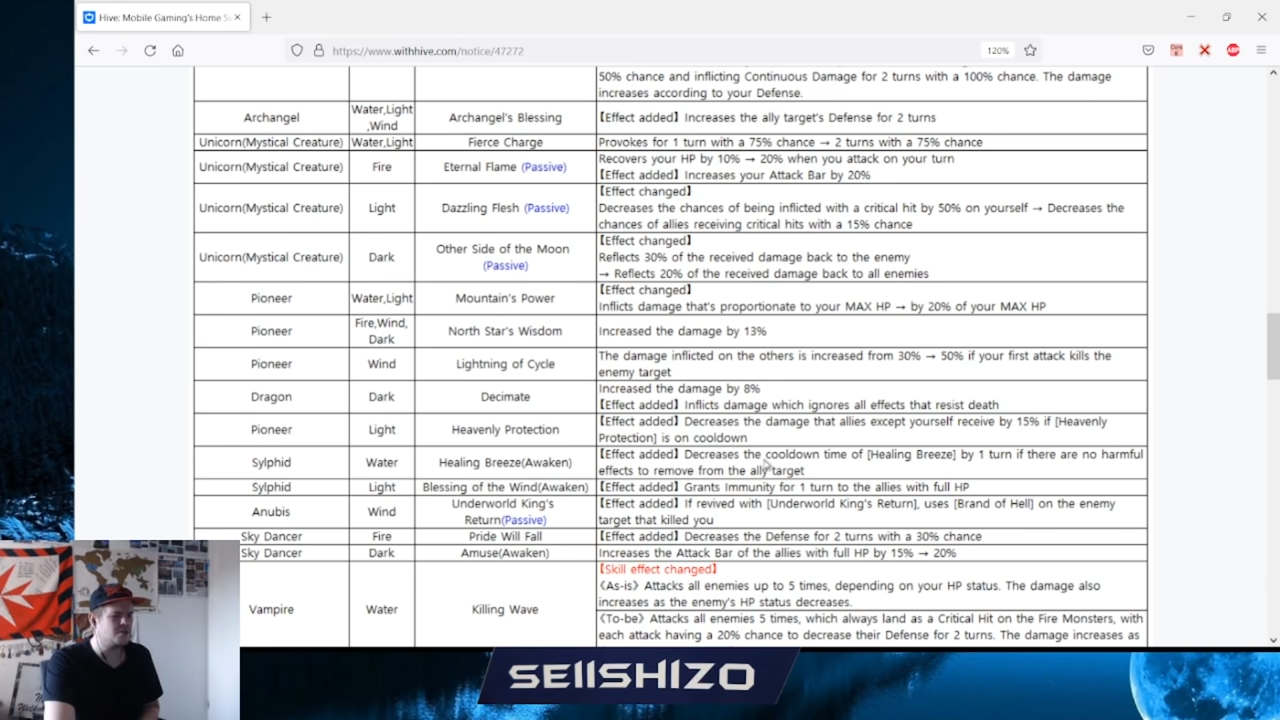 Hive: Mobile Gaming's Home S
https://www.withhive.com/notice/47272
120%
50% chance and inflicting Continuous Damage for 2 turns with a 100% chance. The damage
increases according to your Defense.
Archangel
Water,Light
,Wind
Archangel's Blessing
【Effect added】 Increases the ally target's Defense for 2 turns
Unicorn(Mystical Creature)
Water,Light
Fierce Charge
Provokes for 1 turn with a 75% chance → 2 turns with a 75% chance
Unicorn(Mystical Creature)
Fire
Eternal Flame (Passive)
Recovers your HP by 10% → 20% when you attack on your turn
【Effect added】 Increases your Attack Bar by 20%
Unicorn(Mystical Creature)
Light
Dazzling Flesh (Passive)
【Effect changed】
Decreases the chances of being inflicted with a critical hit by 50% on yourself → Decreases the
chances of allies receiving critical hits with a 15% chance
Unicorn(Mystical Creature)
Dark
Other Side of the Moon
(Passive)
【Effect changed】
Reflects 30% of the received damage back to the enemy
→ Reflects 20% of the received damage back to all enemies
Pioneer
Water,Light
Mountain's Power
【Effect changed】
Inflicts damage that's proportionate to your MAX HP → by 20% of your MAX HP
Pioneer
Fire,Wind,
Dark
North Star's Wisdom
Increased the damage by 13%
Pioneer
Wind
Lightning of Cycle
The damage inflicted on the others is increased from 30% → 50% if your first attack kills the
enemy target
Dragon
Dark
Decimate
Increased the damage by 8%
【Effect added】 Inflicts damage which ignores all effects that resist death
Pioneer
Light
Heavenly Protection
【Effect added】 Decreases the damage that allies except yourself receive by 15% if [Heavenly
Protection] is on cooldown
Sylphid
Water
Healing Breeze(Awaken)
【Effect added】 Decreases the cooldown time of [Healing Breeze] by 1 turn if there are no harmful
effects to remove from the ally target
Sylphid
Light
Blessing of the Wind(Awaken)
【Effect added】 Grants Immunity for 1 turn to the allies with full HP
Anubis
Wind
Underworld King's
Return(Passive)
【Effect added】 If revived with [Underworld King's Return], uses [Brand of Hell] on the enemy
target that killed you
Sky Dancer
Fire
Pride Will Fall
【Effect added】 Decreases the Defense for 2 turns with a 30% chance
Sky Dancer
Dark
Amuse(Awaken)
Increases the Attack Bar of the allies with full HP by 15% → 20%
Vampire
Water
Killing Wave
【Skill effect changed】
《As-is》 Attacks all enemies up to 5 times, depending on your HP status. The damage also
increases as the enemy's HP status decreases.
《To-be》 Attacks all enemies 5 times, which always land as a Critical Hit on the Fire Monsters, with
each attack having a 20% chance to decrease their Defense for 2 turns. The damage increases as
SEIISHIZO